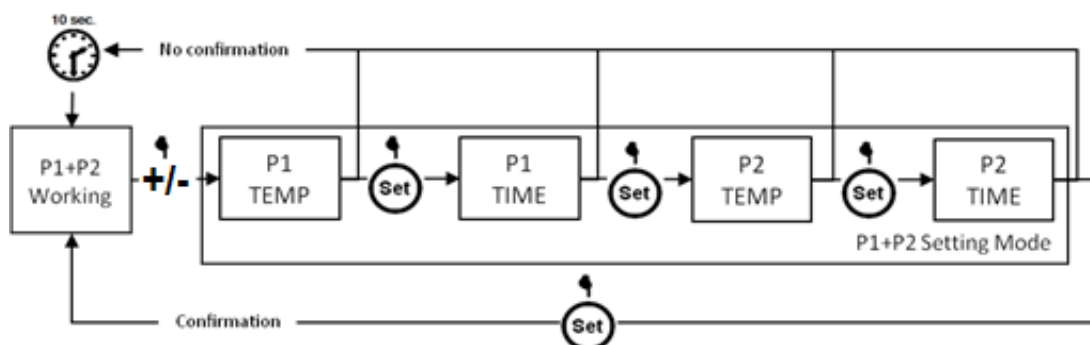 10 sec.
No confirmation
P1+P2
Working
+/-
P1
TEMP
Set
P1
TIME
Set
P2
TEMP
Set
P2
TIME
P1+P2 Setting Mode
Confirmation
Set